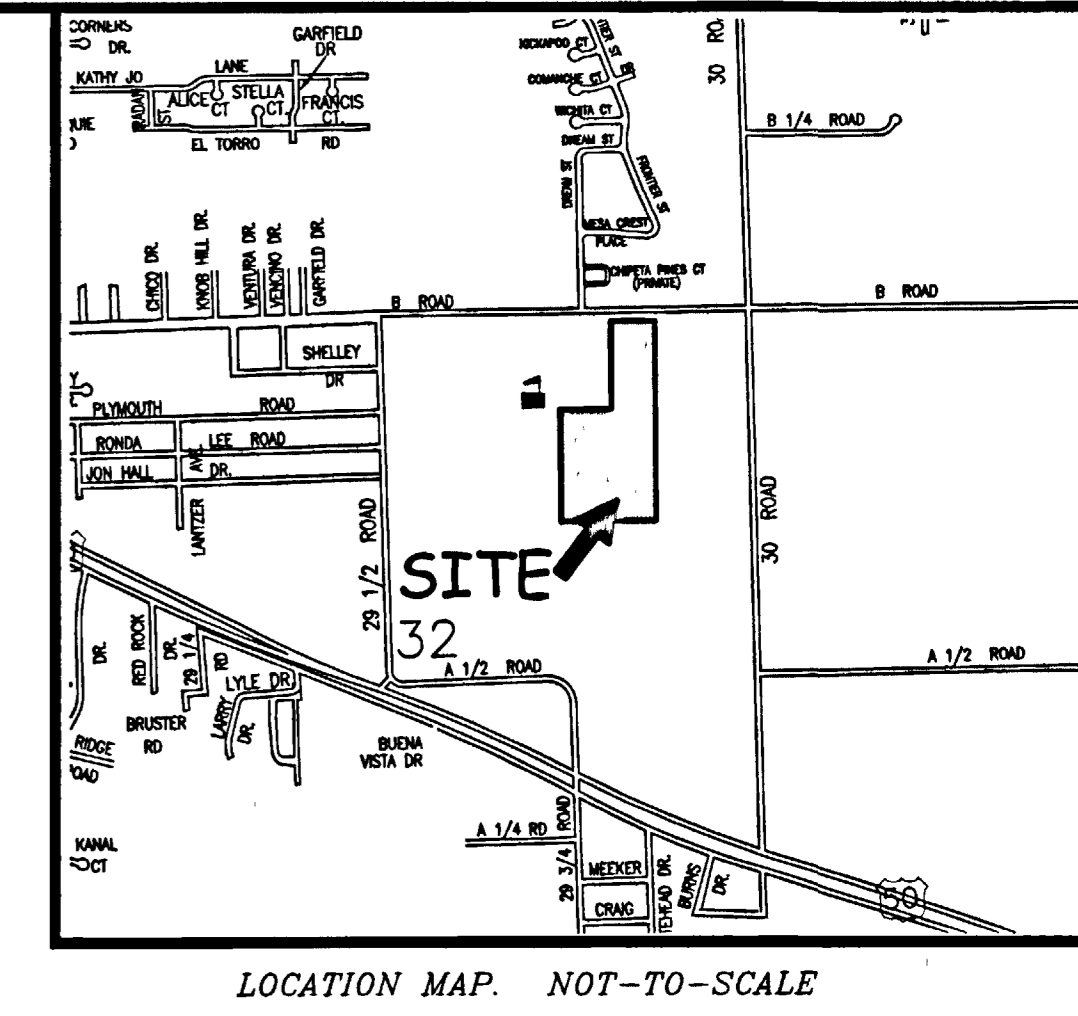 CORNERS
DR.
GARFIELD
DR
KATHY JO
LANE
ALICE
CT
STELLA
CT.
FRANCIS
CT.
ST.
EL TORRO
RD
KICKAPOO CT
COMANCHE CT
DR
WICHITA CT
DREAM ST
DREAM ST
FRONTIER ST
MESA CREST
PLACE
CHIPETA PINES CT
(PRIVATE)
30 RO
B 1/4 ROAD
CHICO DR.
KNOB HILL DR.
VENTURA DR.
VENCINO DR.
GARFIELD DR.
B ROAD
B ROAD
SHELLEY
DR
PLYMOUTH ROAD
RONDA LEE ROAD
JON HALL DR.
AVE.
LANTZER
29 1/2 ROAD
30 ROAD
SITE
32
A 1/2 ROAD
A 1/2 ROAD
DR.
RED ROCK
DR.
29 1/4
RD
LYLE DR.
LARRY
DR.
BRUSTER
RD
BUENA
VISTA DR
RIDGE
OAD
KANAL
CT
A 1/4 RD
29 3/4 ROAD
MEEKER
CRAIG
TEHEAD DR.
BURNS
DR.
50
LOCATION MAP. NOT-TO-SCALE